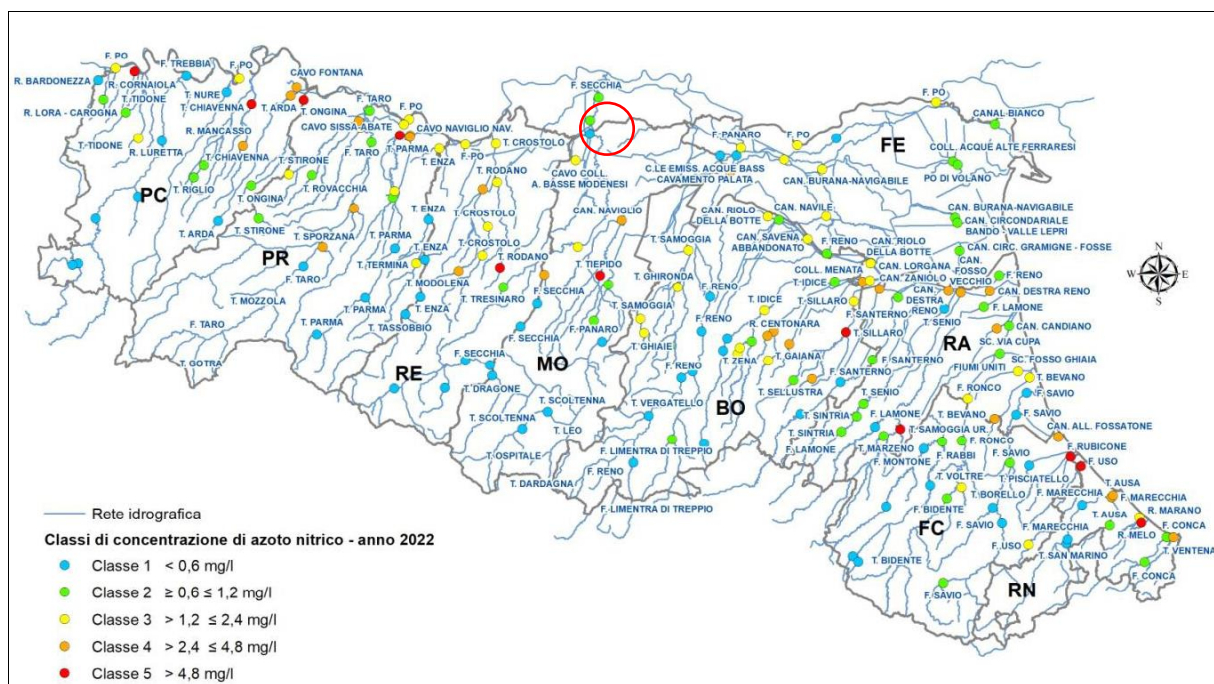 F. PO
F. TREBBIA
R. BARDONEZZA
R. CORNAIOLA
F. PO
CAVO FONTANA
T. TIDONE
T. NURE
T. CHIAVENNA
T. ARDA
T. ONGINA
F. TARO
F. PO
R. LORA - CAROGNA
CAVO SISSA-ABATE
CAVO NAVIGLIO NAV.
R. MANCASSO
T. TIDONE
R. LURETTA
T. CHIAVENNA
T. STIRONE
F. TARO
T. PARMA
T. ENZA
F. PO
T. CROSTOLO
F. SECCHIA
CAVO COLL.
A. BASSE MODENESI
F. PANARO
F. PO
F. PO
CANAL BIANCO
FE
COLL. ACQUE ALTE FERRARESI
C.LE EMISS. ACQUE BASS
CAVAMENTO PALATA
CAN. BURANA-NAVIGABILE
PO DI VOLANO
PC
T. RIGLIO
T. ROVACCHIA
T. ONGINA
T. RODANO
T. ARDA
T. STIRONE
T. SPORZANA
T. PARMA
T. ENZA
T. CROSTOLO
CAN. NAVIGLIO
CAN. RIOLO
DELLA BOTTE
CAN. NAVILE
CAN. BURANA-NAVIGABILE
CAN. CIRCONDARIALE
BANDO - VALLE LEPRI
CAN. SAVENA
ABBANDONATO
PR
F. TARO
T. TERMINA
T. ENZA
T. CROSTOLO
T. RODANO
T. SAMOGGIA
F. RENO
CAN. RIOLO
DELLA BOTTE
CAN. CIRC. GRAMIGNE - FOSSE
T. MODOLENA
T. TRESINARO
T. TIEPIDO
F. SECCHIA
T. GHIRONDA
COLL. MENATA
T. IDICE
CAN. LORGANA
CAN. ZANIOLO
CAN.
FOSSO
VECCHIO
F. RENO
CAN. DESTRA RENO
T. MOZZOLA
T. PARMA
T. ENZA
T. SAMOGGIA
F. RENO
T. IDICE
T. SILLARO
CAN.
DESTRA
RENO
F. LAMONE
F. TARO
T. PARMA
T. TASSOBBIO
F. SECCHIA
F. PANARO
T. GHIAIE
F. RENO
R. CENTONARA
F. SANTERNO
T. SILLARO
T. SENIO
CAN. CANDIANO
SC. VIA CUPA
RA
T. GOTRA
F. SECCHIA
RE
MO
T. ZENA
T. GAIANA
F. SANTERNO
SC. FOSSO GHIAIA
FIUMI UNITI
T. BEVANO
T. DRAGONE
F. RENO
T. SELLUSTRA
F. SANTERNO
F. RONCO
F. SAVIO
T. SCOLTENNA
T. SCOLTENNA
T. VERGATELLO
BO
T. SENIO
T. SINTRIA
F. LAMONE
T. BEVANO
F. SAVIO
CAN. ALL. FOSSATONE
T. LEO
T. SINTRIA
T. SAMOGGIA UR.
F. RUBICONE
T. OSPITALE
F. LIMENTRA DI TREPPIO
F. LAMONE
T. MARZENO
F. RONCO
F. RABBI
F. SAVIO
F. USO
T. DARDAGNA
F. RENO
F. MONTONE
T. VOLTRE
T. PISCIATELLO
T. AUSA
F. LIMENTRA DI TREPPIO
T. BORELLO
F. MARECCHIA
F. MARECCHIA
F. BIDENTE
T. AUSA
R. MARANO
FC
F. SAVIO
F. MARECCHIA
R. MELO
F. CONCA
F. USO
T. SAN MARINO
T. VENTENA
T. BIDENTE
F. CONCA
RN
F. SAVIO
N
W
E
S
Rete idrografica
Classi di concentrazione di azoto nitrico - anno 2022
Classe 1 < 0,6 mg/l
Classe 2 ≥ 0,6 ≤ 1,2 mg/l
Classe 3 > 1,2 ≤ 2,4 mg/l
Classe 4 > 2,4 ≤ 4,8 mg/l
Classe 5 > 4,8 mg/l